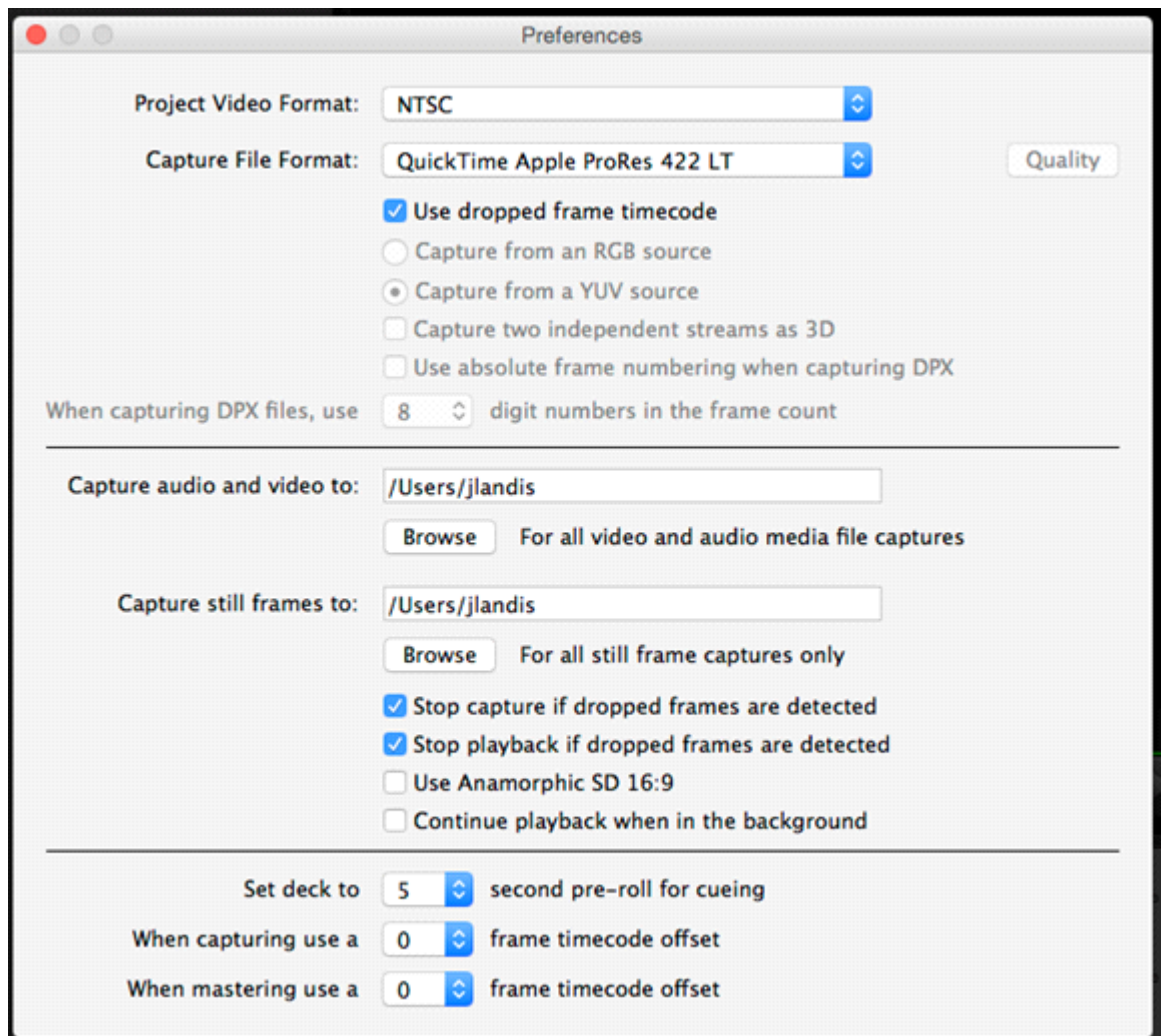 Preferences
Project Video Format: NTSC
Capture File Format: QuickTime Apple ProRes 422 LT Quality
Use dropped frame timecode
Capture from an RGB source
Capture from a YUV source
Capture two independent streams as 3D
Use absolute frame numbering when capturing DPX
When capturing DPX files, use 8 digit numbers in the frame count
Capture audio and video to: /Users/jlandis
Browse For all video and audio media file captures
Capture still frames to: /Users/jlandis
Browse For all still frame captures only
Stop capture if dropped frames are detected
Stop playback if dropped frames are detected
Use Anamorphic SD 16:9
Continue playback when in the background
Set deck to 5 second pre-roll for cueing
When capturing use a 0 frame timecode offset
When mastering use a 0 frame timecode offset